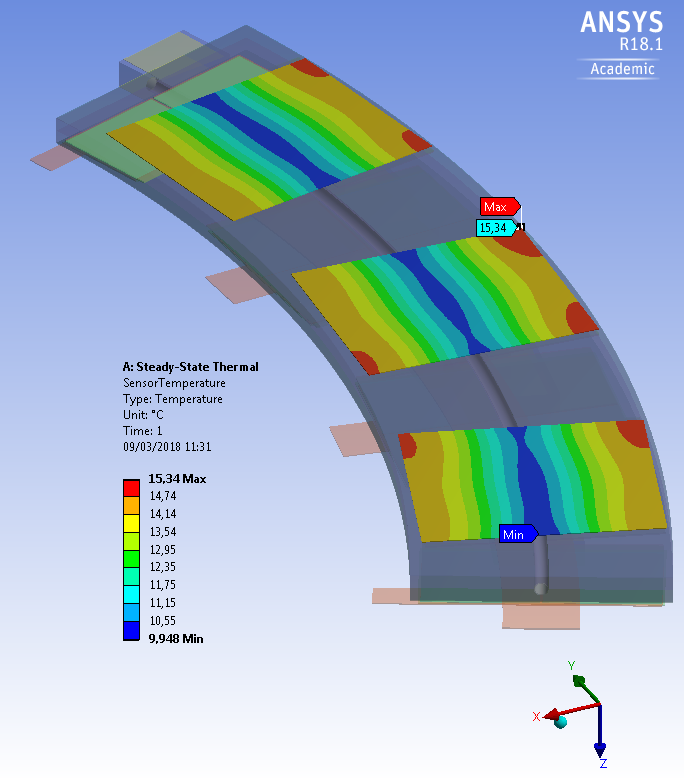 ANSYS
R18.1
Academic
Max
15,34
A: Steady-State Thermal
SensorTemperature
Type: Temperature
Unit: °C
Time: 1
09/03/2018 11:31
15,34 Max
14,74
14,14
13,54
12,95
12,35
11,75
11,15
10,55
9,948 Min
Min
Y
X
Z